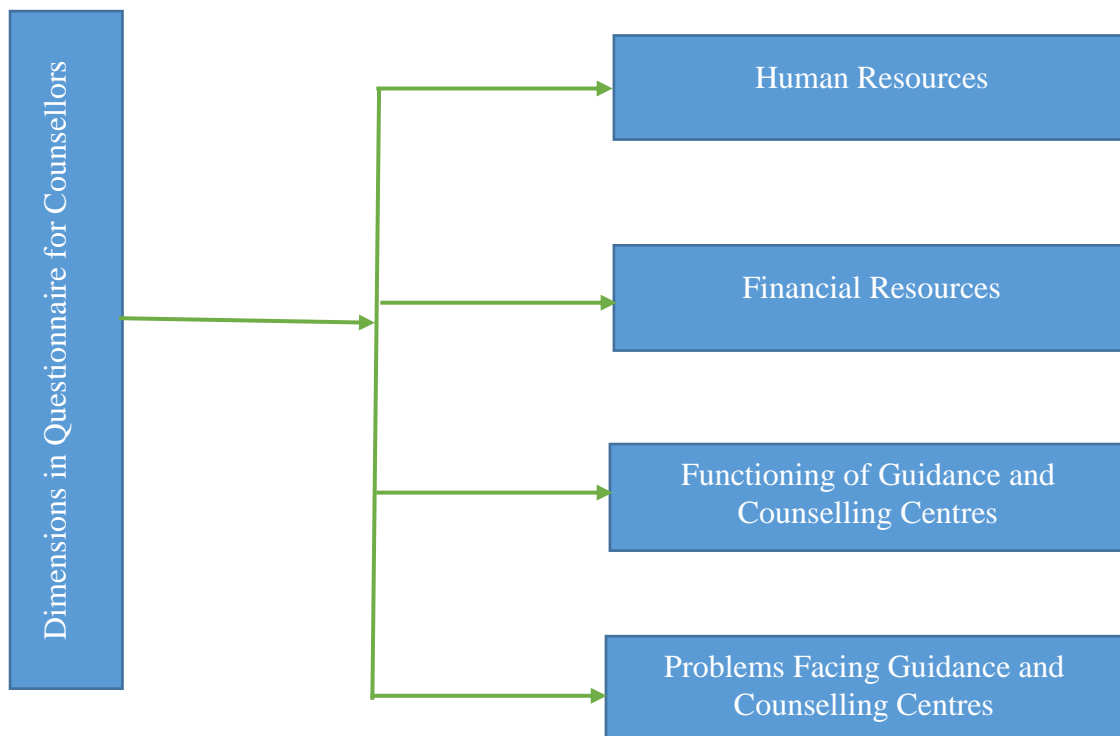 Dimensions in Questionnaire for Counsellors
Human Resources
Financial Resources
Functioning of Guidance and
Counselling Centres
Problems Facing Guidance and
Counselling Centres